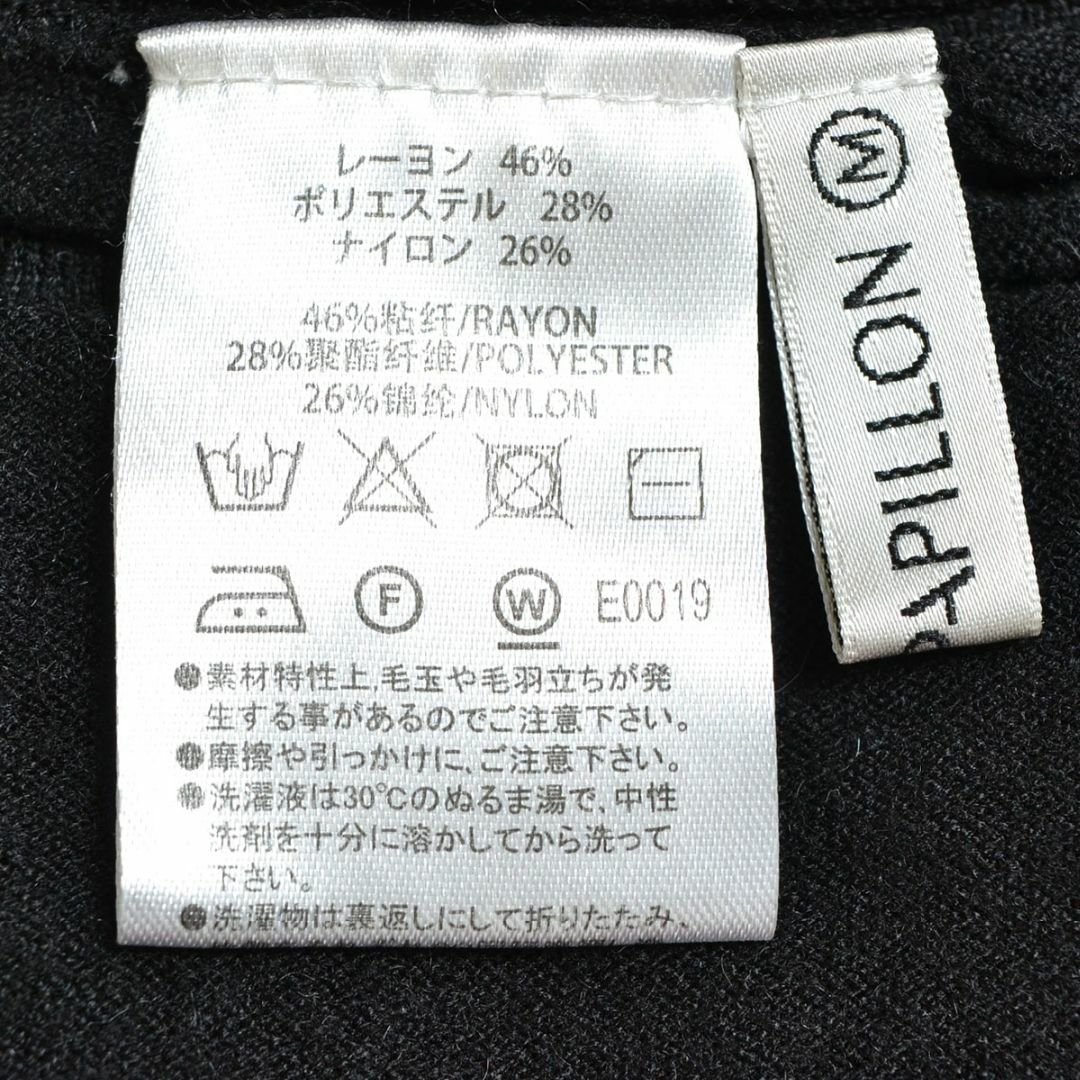 レーヨン 46%
ポリエステル 28%
ナイロン 26%
46%粘纤/RAYON
28%聚酯纤维/POLYESTER
26%锦纶/NYLON
F
W
E0019
●素材特性上,毛玉や毛羽立ちが発
生する事があるのでご注意下さい。
●摩擦や引っかけに、ご注意下さい。
●洗濯液は30℃のぬるま湯で、中性
洗剤を十分に溶かしてから洗って
下さい。
●洗濯物は裏返しにして折りたたみ、
M
PAPILLON